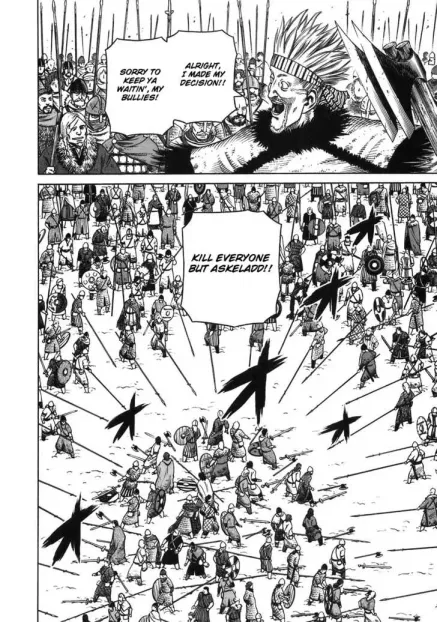 ALRIGHT,
I MADE MY
DECISION!!
SORRY TO
KEEP YA
WAITIN', MY
BULLIES!
KILL EVERYONE
BUT ASKELADD!!